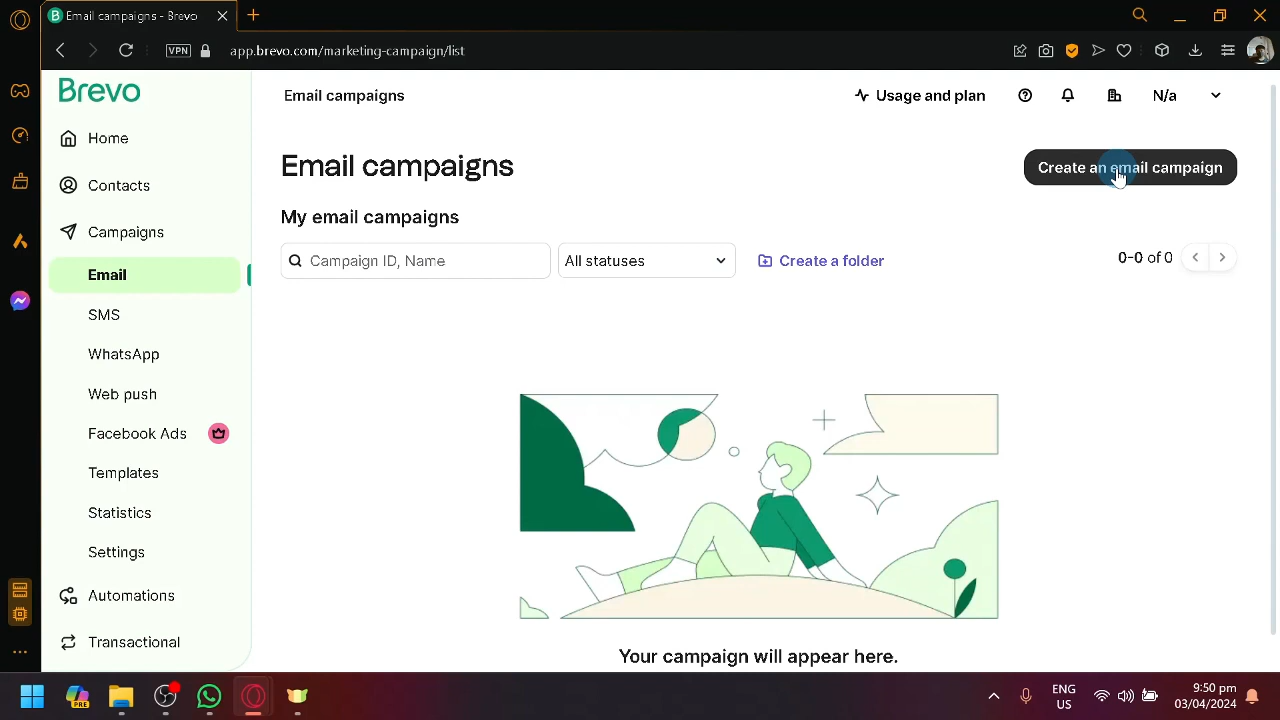 Email campaigns - Brevo
VPN
app.brevo.com/marketing-campaign/list
Brevo
Email campaigns
Usage and plan
N/a
Home
Contacts
Campaigns
Email
SMS
WhatsApp
Web push
Facebook Ads
Templates
Statistics
Settings
Automations
Transactional
Email campaigns
Create an email campaign
My email campaigns
Campaign ID, Name
All statuses
Create a folder
0-0 of 0
Your campaign will appear here.
PRE
ENG
US
9:50 pm
03/04/2024